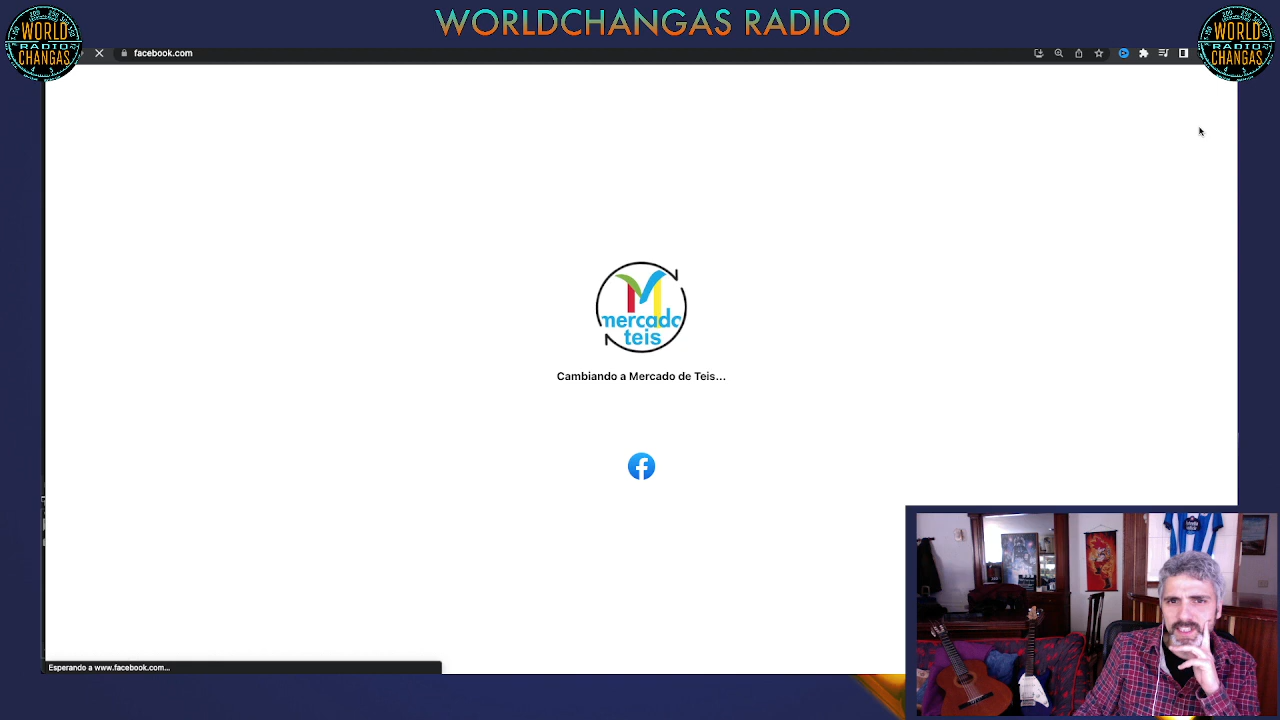 WORLDCHANGAS RADIO
WORLD
RADIO
CHANGAS
WORLD
RADIO
CHANGAS
facebook.com
mercado
teis
Cambiando a Mercado de Teis...
Esperando a www.facebook.com...